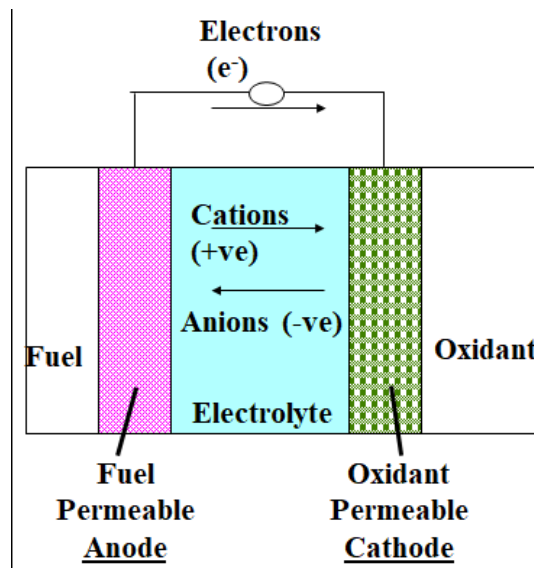 Electrons
(e-)
Cations
(+ve)
Anions (-ve)
Fuel
Oxidant
Electrolyte
Fuel
Permeable
Anode
Oxidant
Permeable
Cathode